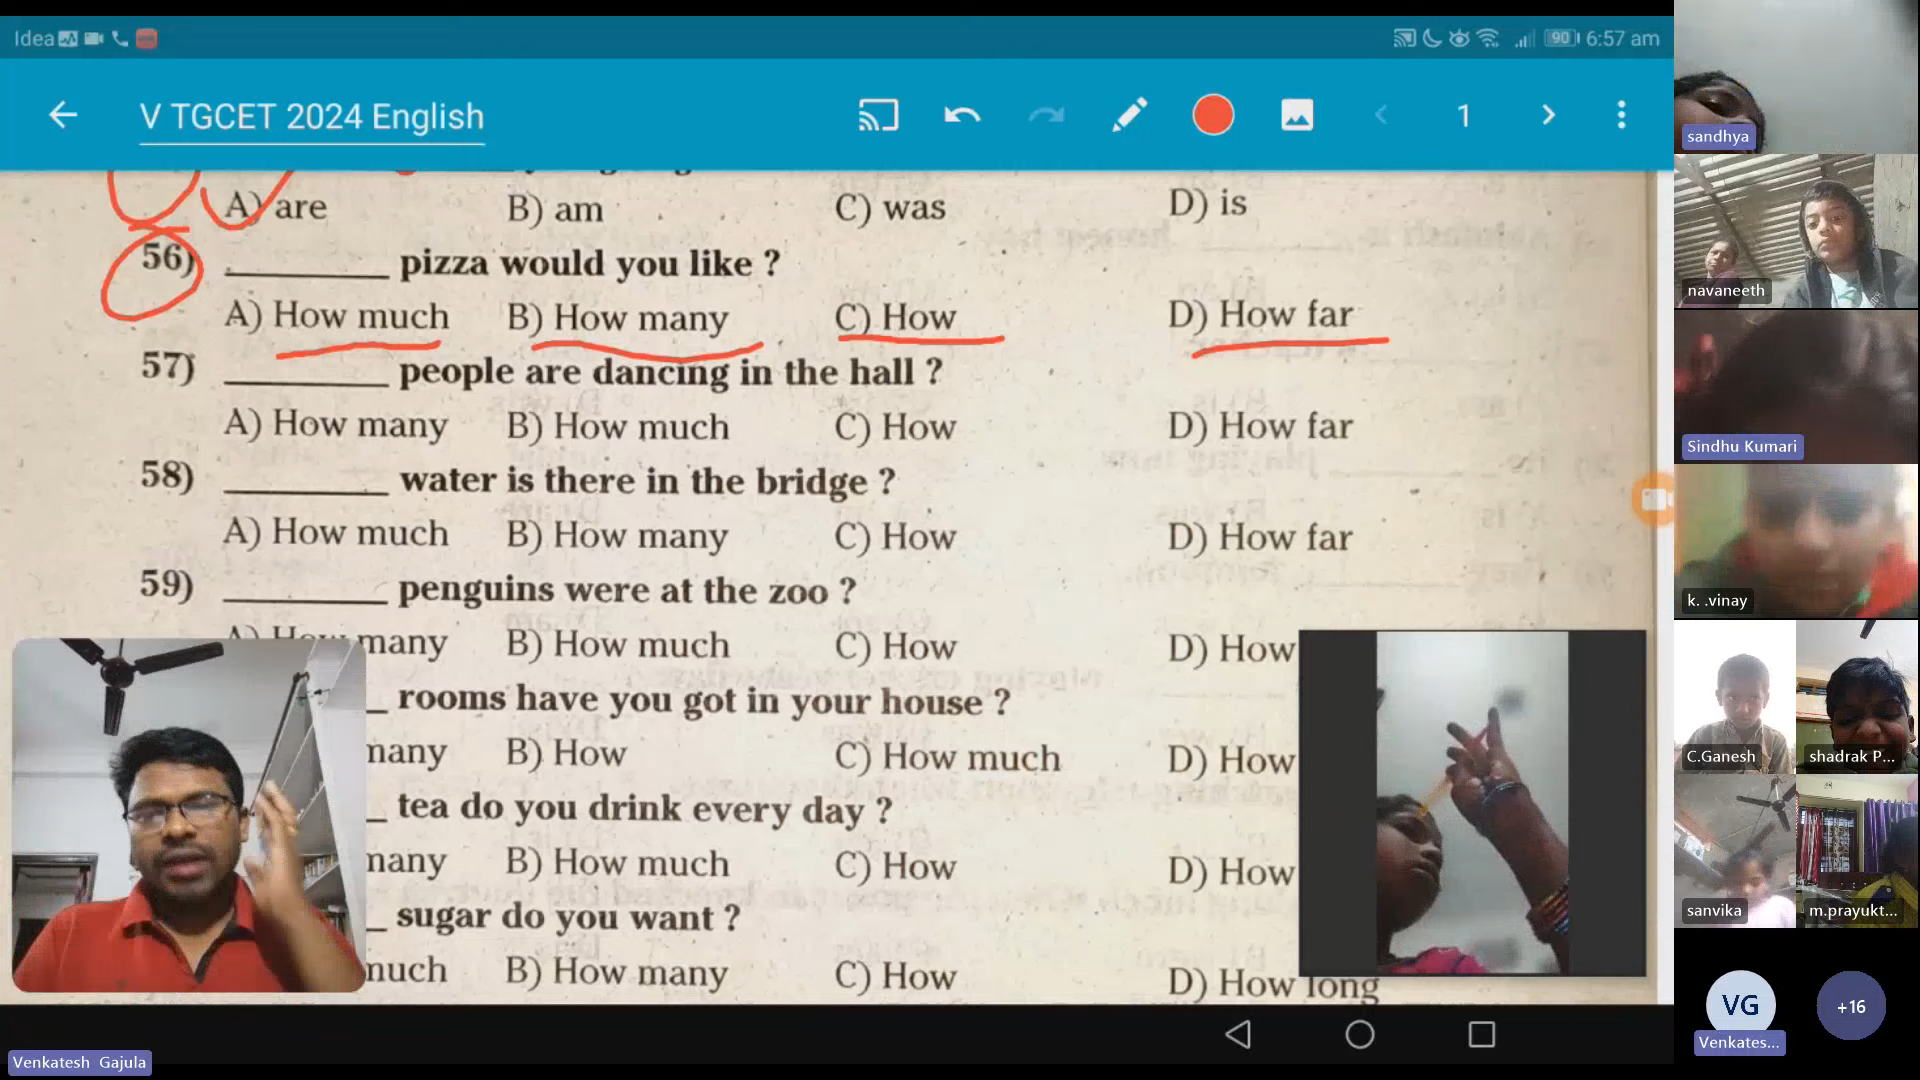 Idea
90 6:57 am
V TGCET 2024 English
1
A) are B) am C) was D) is
56) ________ pizza would you like ?
A) How much B) How many C) How D) How far
57) ________ people are dancing in the hall ?
A) How many B) How much C) How D) How far
58) ________ water is there in the bridge ?
A) How much B) How many C) How D) How far
59) ________ penguins were at the zoo ?
many B) How much C) How D) How
_ rooms have you got in your house ?
many B) How C) How much D) How
_ tea do you drink every day ?
many B) How much C) How D) How
_ sugar do you want ?
much B) How many C) How D) How long
Venkatesh Gajula
sandhya
navaneeth
Sindhu Kumari
k. .vinay
C.Ganesh
shadrak P...
sanvika
m.prayukt...
VG
Venkates...
+16